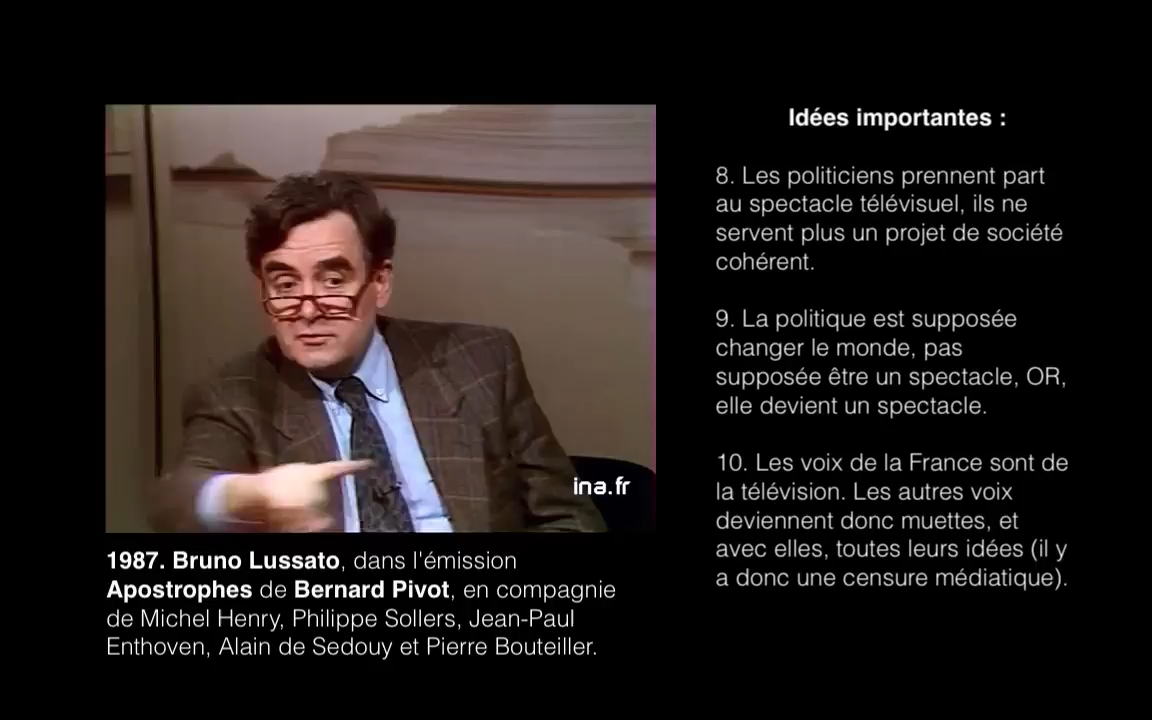 Idées importantes :
8. Les politiciens prennent part
au spectacle télévisuel, ils ne
servent plus un projet de société
cohérent.
9. La politique est supposée
changer le monde, pas
supposée être un spectacle, OR,
elle devient un spectacle.
10. Les voix de la France sont de
la télévision. Les autres voix
deviennent donc muettes, et
avec elles, toutes leurs idées (il y
a donc une censure médiatique).
ina.fr
1987. Bruno Lussato, dans l'émission
Apostrophes de Bernard Pivot, en compagnie
de Michel Henry, Philippe Sollers, Jean-Paul
Enthoven, Alain de Sedouy et Pierre Bouteiller.